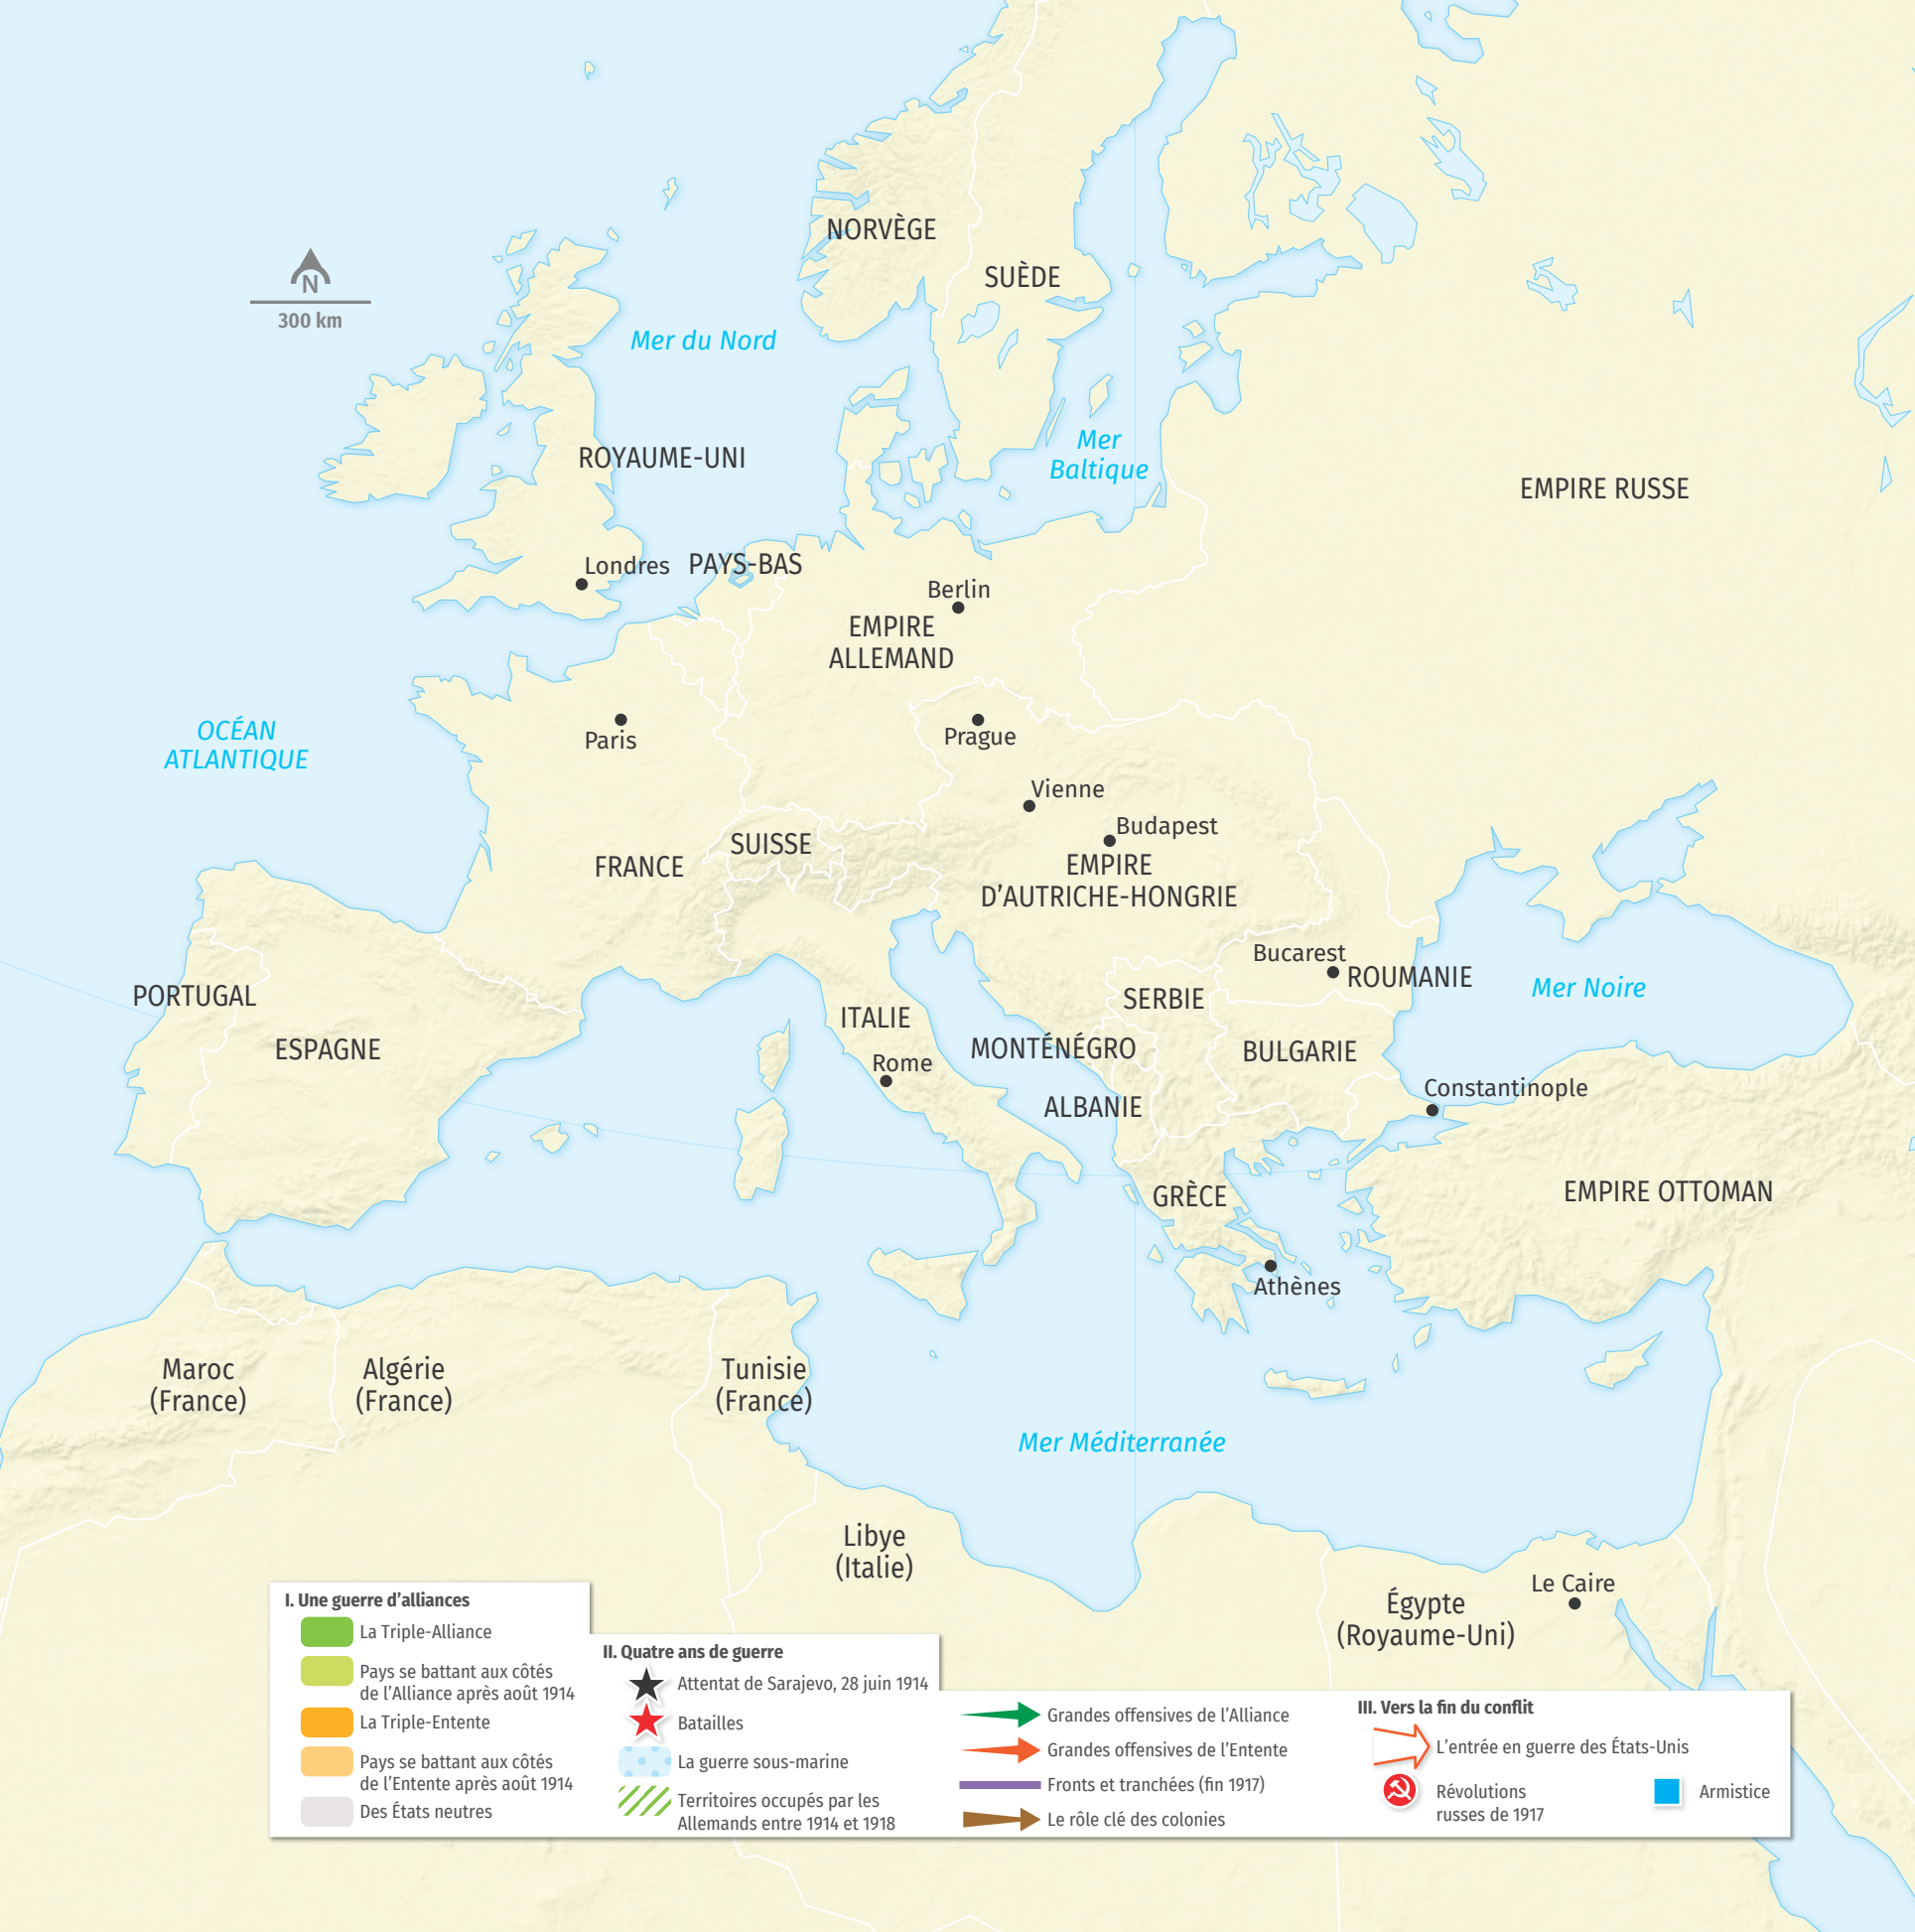 NORVÈGE
SUÈDE
N
300 km
Mer du Nord
ROYAUME-UNI
Mer
Baltique
EMPIRE RUSSE
Londres
PAYS-BAS
Berlin
EMPIRE
ALLEMAND
OCÉAN
ATLANTIQUE
Paris
Prague
Vienne
Budapest
SUISSE
FRANCE
EMPIRE
D'AUTRICHE-HONGRIE
Bucarest
ROUMANIE
Mer Noire
PORTUGAL
SERBIE
ITALIE
ESPAGNE
MONTÉNÉGRO
BULGARIE
Rome
Constantinople
ALBANIE
GRÈCE
EMPIRE OTTOMAN
Athènes
Maroc
(France)
Algérie
(France)
Tunisie
(France)
Mer Méditerranée
Libye
(Italie)
Le Caire
Égypte
(Royaume-Uni)
I. Une guerre d'alliances
La Triple-Alliance
Pays se battant aux côtés
de l'Alliance après août 1914
La Triple-Entente
Pays se battant aux côtés
de l'Entente après août 1914
Des États neutres
II. Quatre ans de guerre
Attentat de Sarajevo, 28 juin 1914
Batailles
La guerre sous-marine
Territoires occupés par les
Allemands entre 1914 et 1918
Grandes offensives de l'Alliance
Grandes offensives de l'Entente
Fronts et tranchées (fin 1917)
Le rôle clé des colonies
III. Vers la fin du conflit
L'entrée en guerre des États-Unis
Révolutions
russes de 1917
Armistice